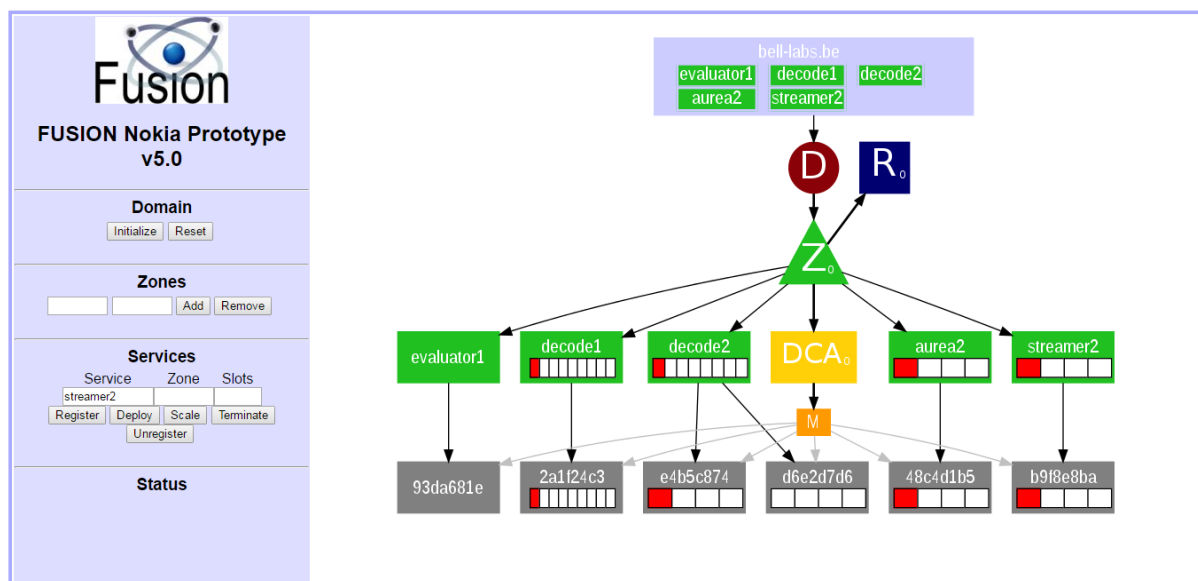 Fusion
FUSION Nokia Prototype
v5.0
Domain
Initialize Reset
Zones
Add Remove
Services
Service Zone Slots
streamer2
Register Deploy Scale Terminate
Unregister
Status
bell-labs.be
evaluator1 decode1 decode2
aurea2 streamer2
D R0
Z0
evaluator1 decode1 decode2 DCA0 aurea2 streamer2
M
93da681e 2a1f24c3 e4b5c874 d6e2d7d6 48c4d1b5 b9f8e8ba